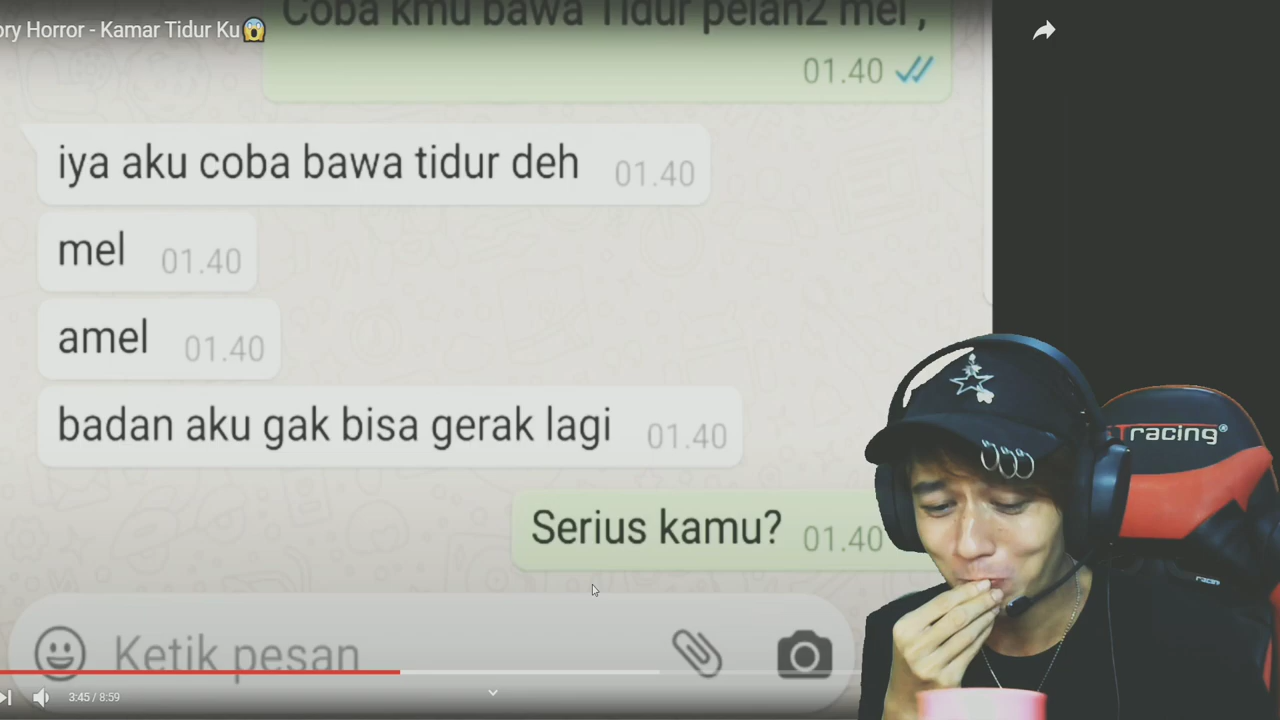 Coba kmu bawa Tidur pelan2 mel ,
ory Horror - Kamar Tidur Ku😱
01.40
iya aku coba bawa tidur deh 01.40
mel 01.40
amel 01.40
badan aku gak bisa gerak lagi 01.40
Serius kamu? 01.40
Ketik pesan
3:45 / 8:59
racing®
racing